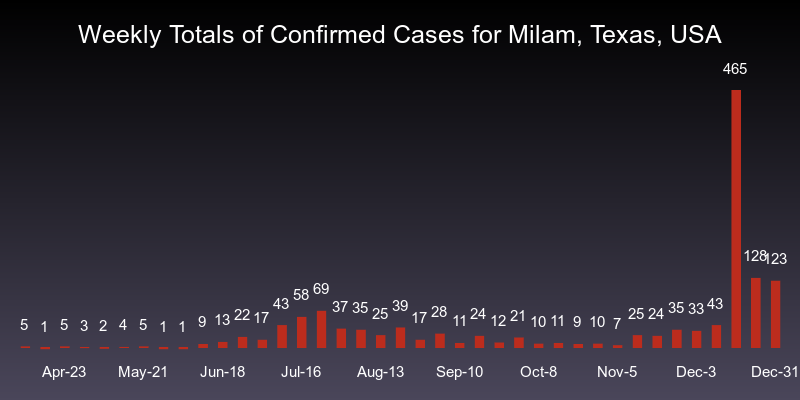 Weekly Totals of Confirmed Cases for Milam, Texas, USA
465
128 123
5 1 5 3 2 4 5 1 1 9 13 22 17 43 58 69 37 35 25 39 17 28 11 24 12 21 10 11 9 10 7 25 24 35 33 43
Apr-23 May-21 Jun-18 Jul-16 Aug-13 Sep-10 Oct-8 Nov-5 Dec-3 Dec-31